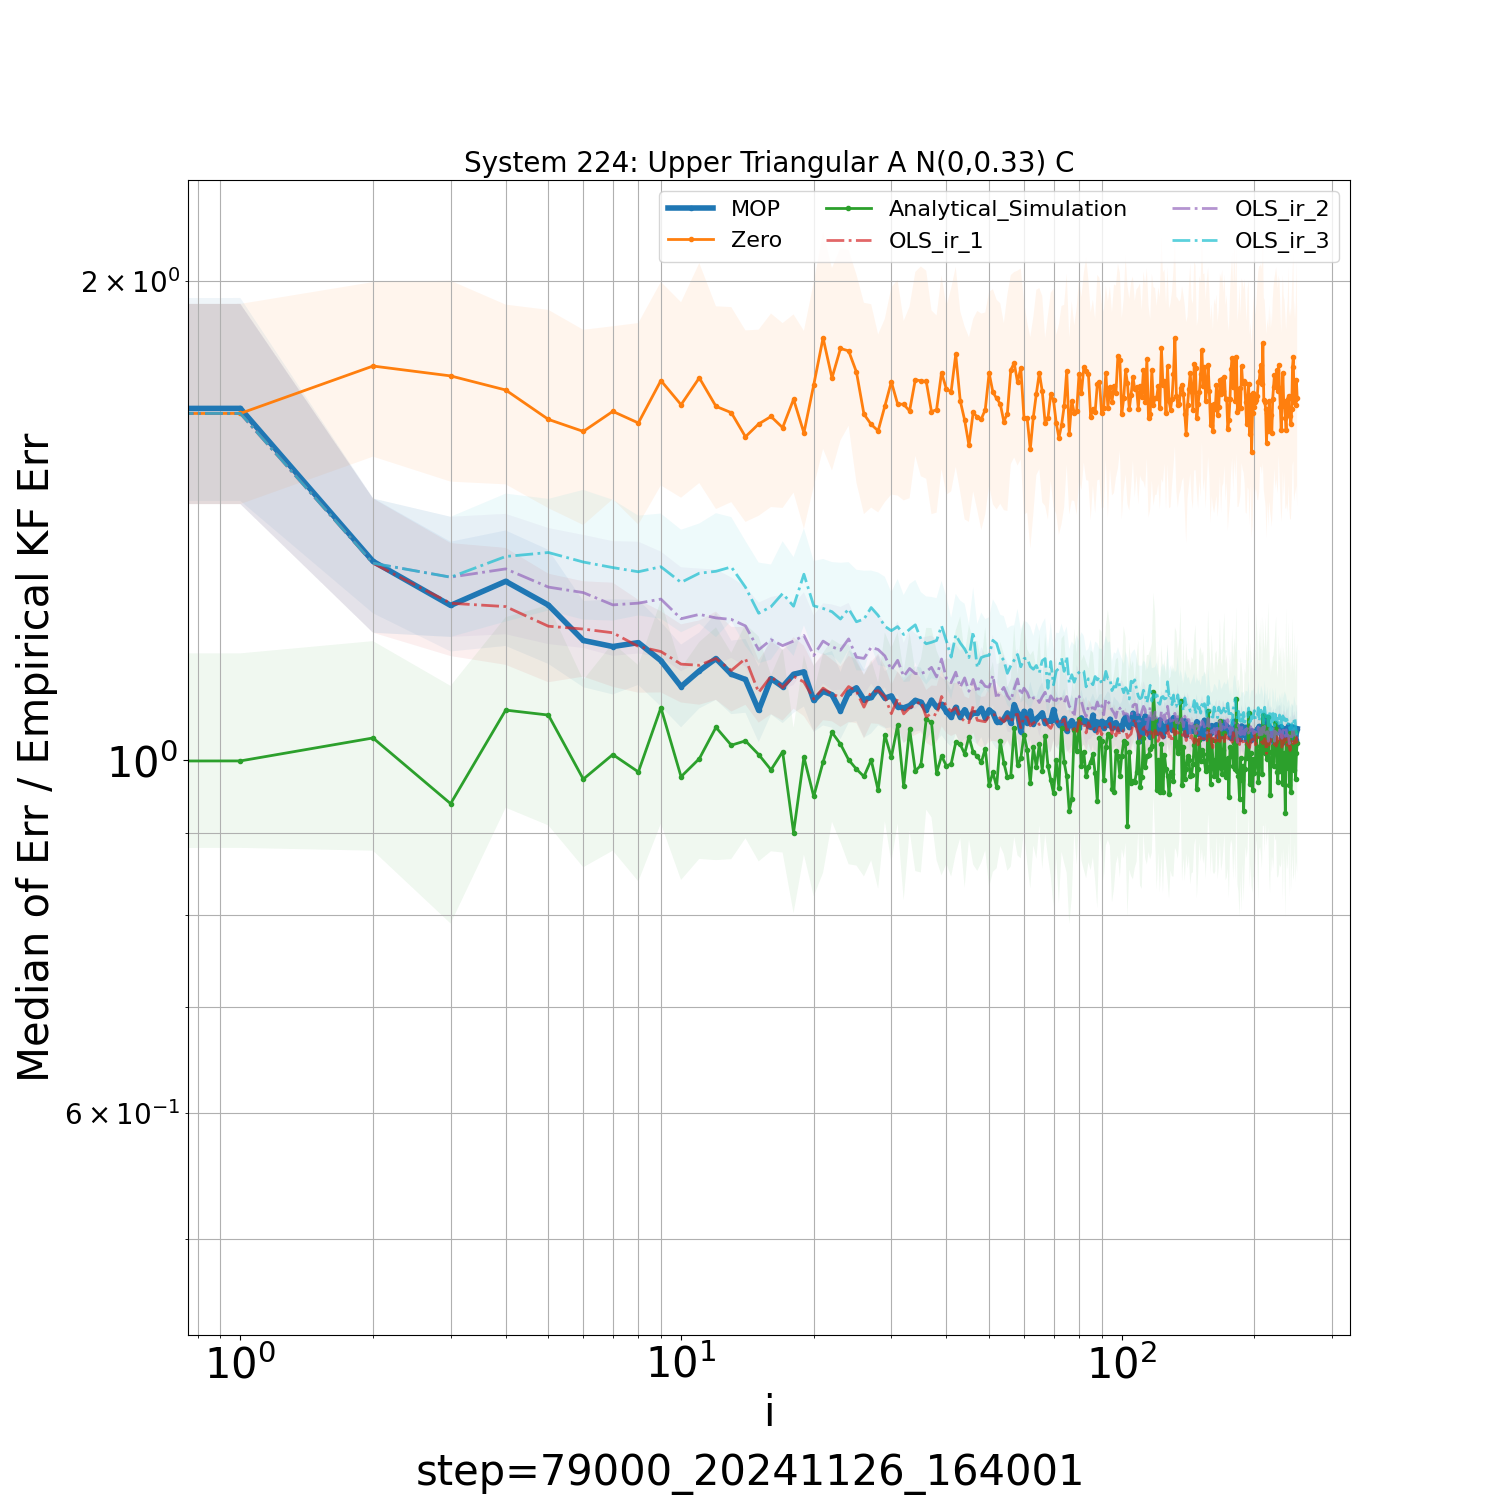 System 224: Upper Triangular A N(0,0.33) C
MOP
Zero
Analytical_Simulation
OLS_ir_1
OLS_ir_2
OLS_ir_3
Median of Err / Empirical KF Err
2 × 10⁰
10⁰
6 × 10⁻¹
10⁰ 10¹ 10²
i
step=79000_20241126_164001